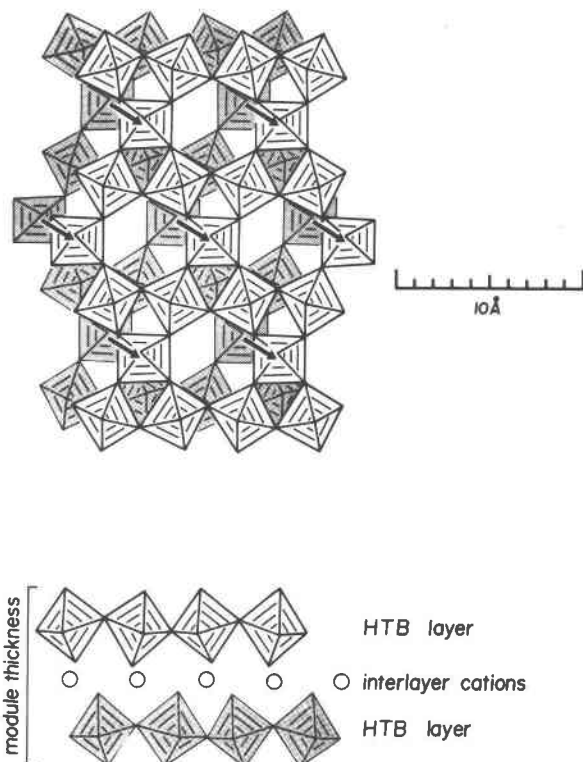 10Å
module thickness
HTB layer
interlayer cations
HTB layer